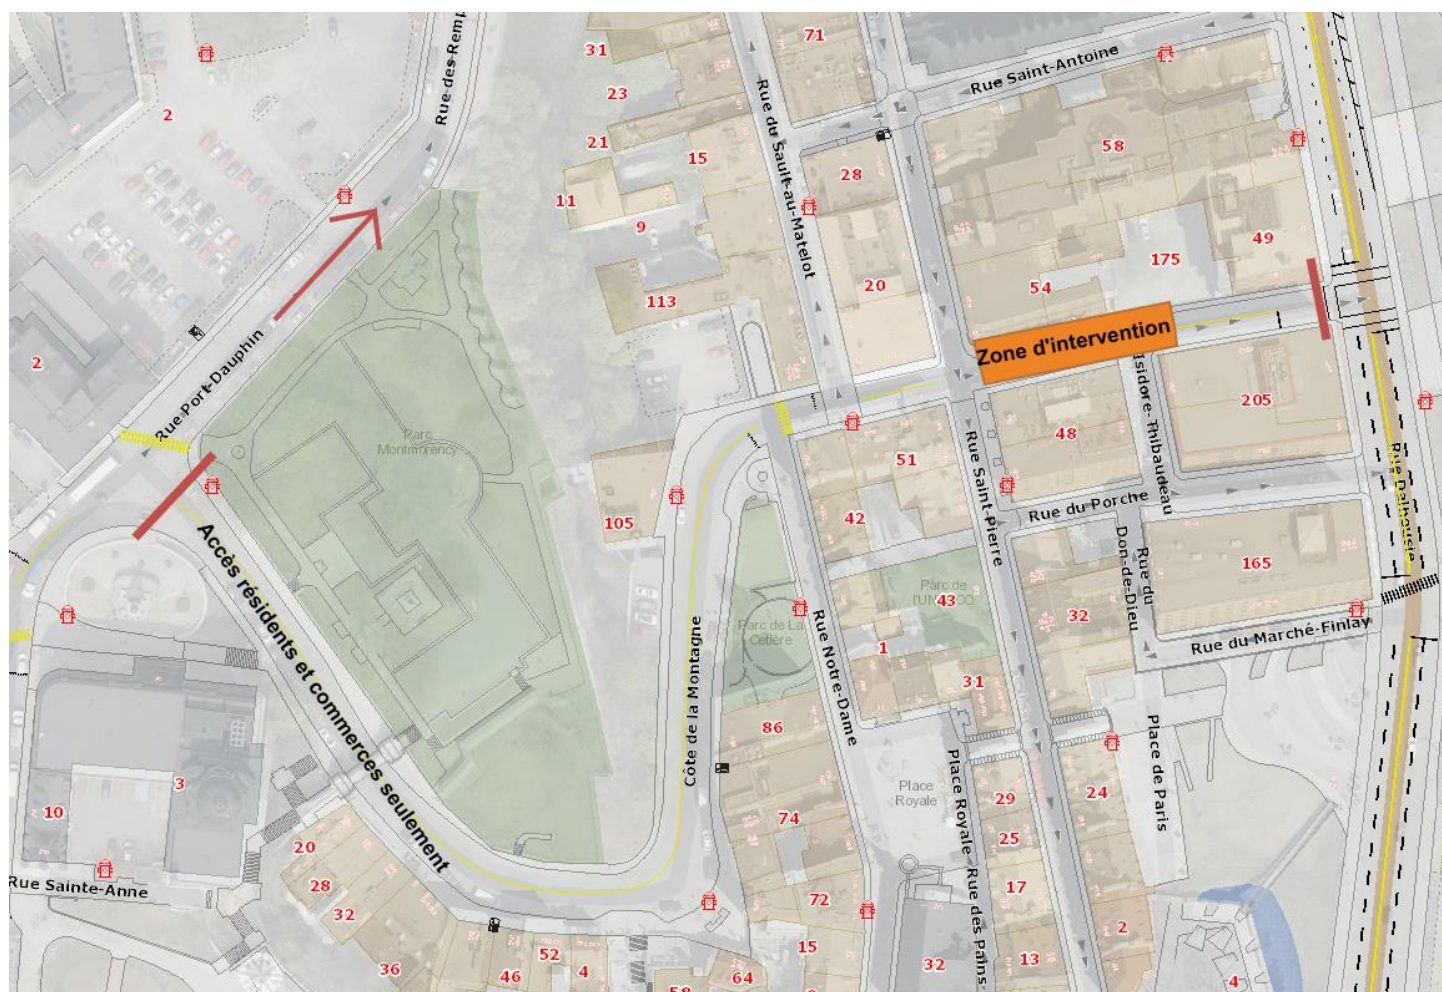 71
31
Rue Saint-Antoine
Rue-des-Remp
23
2
Rue du Sault-au-Matelot
21
15
58
28
11
9
49
175
20
54
113
Zone d'intervention
2
Rue Port-Dauphin
Isidore-Thibaudeau
205
Parc
Montmorency
48
51
Rue Saint-Pierre
Rue Dalhousie
105
42
Rue du Porche
Accès résidents et commerces seulement
165
Rue du
Don-de-Dieu
Parc de
l'UNESCO
43
32
Parc de La
Cetière
Rue du Marché-Finlay
1
Rue Notre-Dame
Côte de la Montagne
31
86
Place de Paris
3
Place
Royale
Place Royale
29
24
10
74
25
20
Rue Sainte-Anne
28
17
72
Rue des Pains-
32
2
15
52
36
46
4
64
32
13
58
4